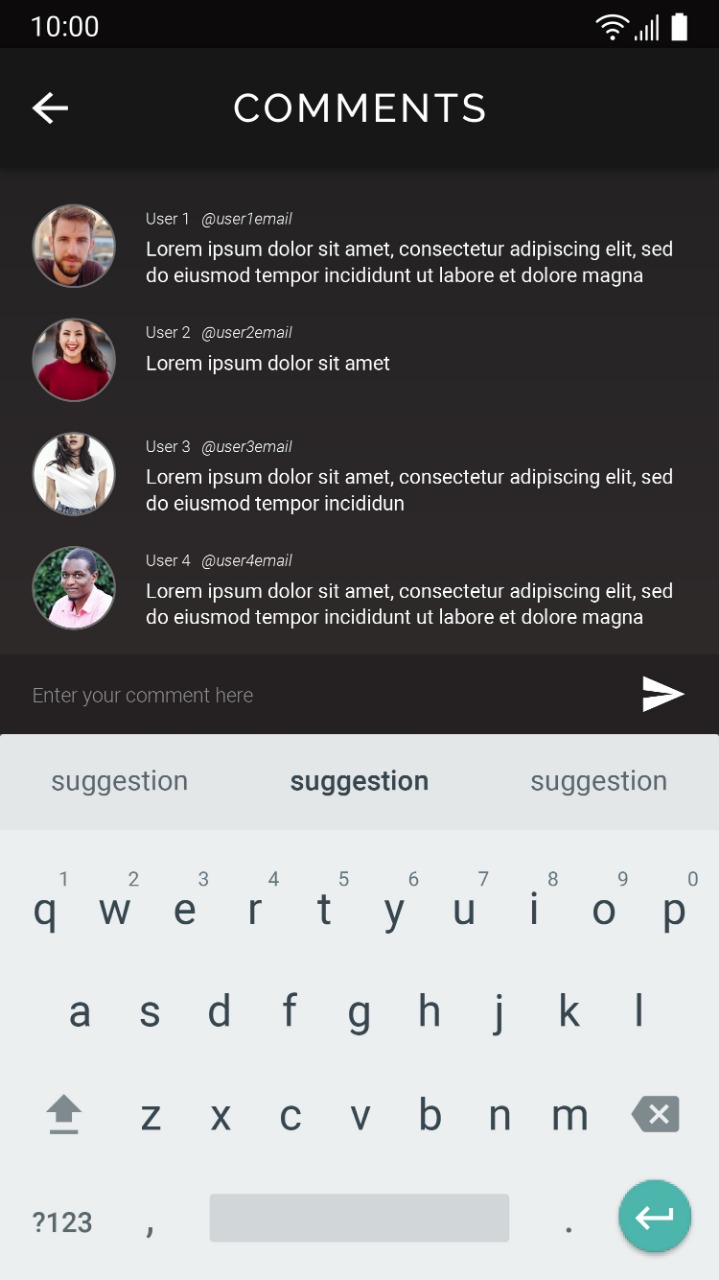 10:00
COMMENTS
User 1 @user1email
Lorem ipsum dolor sit amet, consectetur adipiscing elit, sed
do eiusmod tempor incididunt ut labore et dolore magna
User 2 @user2email
Lorem ipsum dolor sit amet
User 3 @user3email
Lorem ipsum dolor sit amet, consectetur adipiscing elit, sed
do eiusmod tempor incididun
User 4 @user4email
Lorem ipsum dolor sit amet, consectetur adipiscing elit, sed
do eiusmod tempor incididunt ut labore et dolore magna
Enter your comment here
suggestion suggestion suggestion
1 2 3 4 5 6 7 8 9 0
q w e r t y u i o p
a s d f g h j k l
z x c v b n m
?123 , .